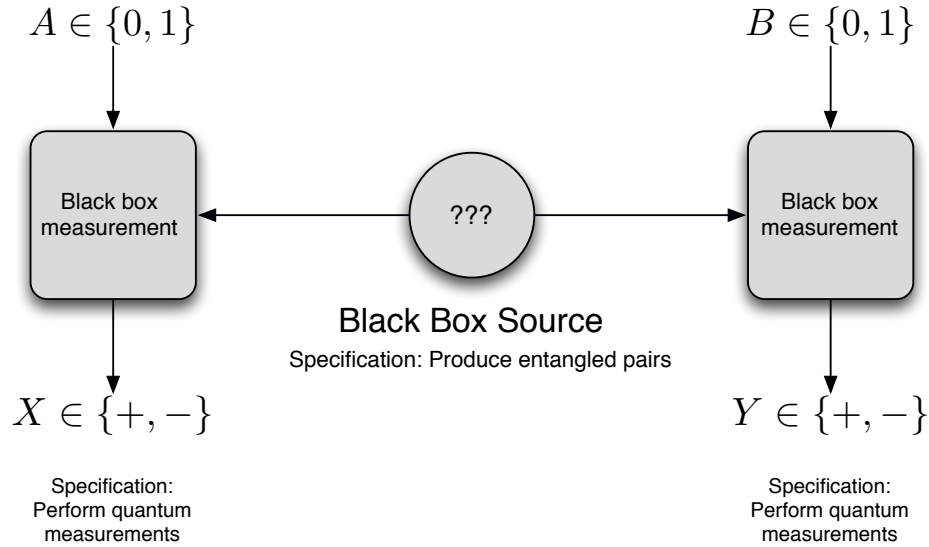 A ∈ {0, 1}
B ∈ {0, 1}
Black box
measurement
???
Black box
measurement
Black Box Source
Specification: Produce entangled pairs
X ∈ {+, −}
Y ∈ {+, −}
Specification:
Perform quantum
measurements
Specification:
Perform quantum
measurements